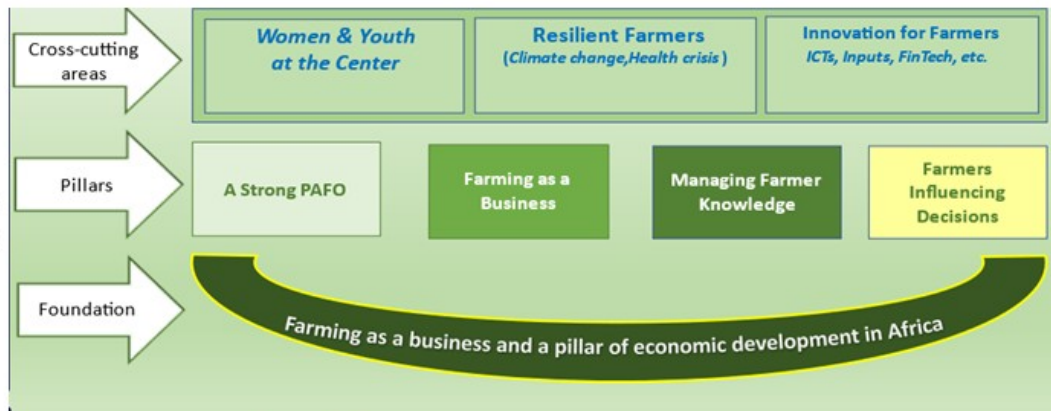 Cross-cutting
areas
Women & Youth
at the Center
Resilient Farmers
(Climate change,Health crisis)
Innovation for Farmers
ICTs, Inputs, FinTech, etc.
Pillars
A Strong PAFO
Farming as a
Business
Managing Farmer
Knowledge
Farmers
Influencing
Decisions
Foundation
Farming as a business and a pillar of economic development in Africa